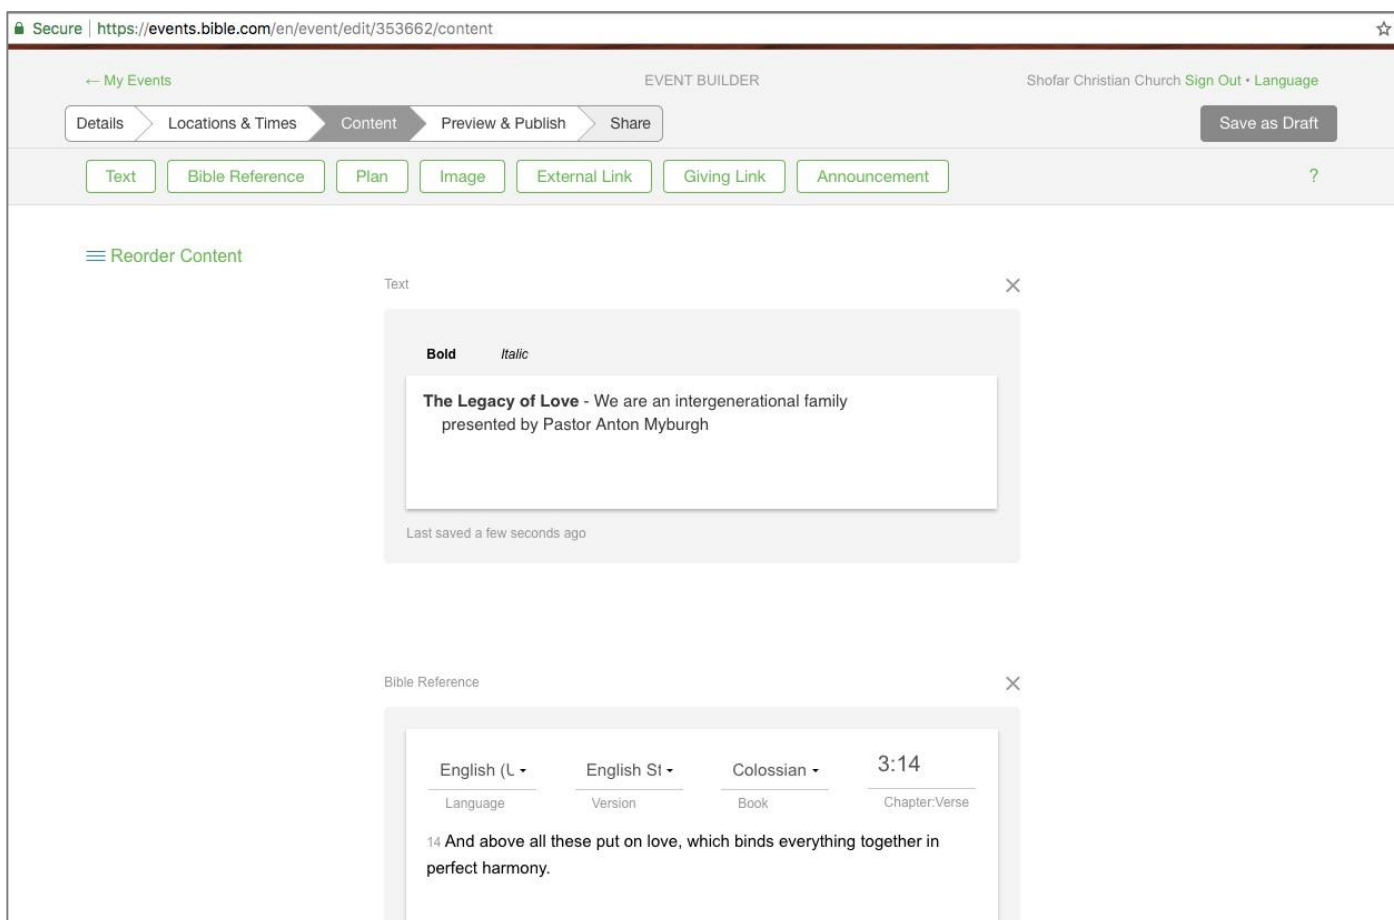 Secure | https://events.bible.com/en/event/edit/353662/content
← My Events EVENT BUILDER Shofar Christian Church Sign Out • Language
Details Locations & Times Content Preview & Publish Share Save as Draft
Text Bible Reference Plan Image External Link Giving Link Announcement ?
Reorder Content
Text
Bold Italic
The Legacy of Love - We are an intergenerational family
presented by Pastor Anton Myburgh
Last saved a few seconds ago
Bible Reference
English (U English St Colossian 3:14
Language Version Book Chapter:Verse
14 And above all these put on love, which binds everything together in
perfect harmony.